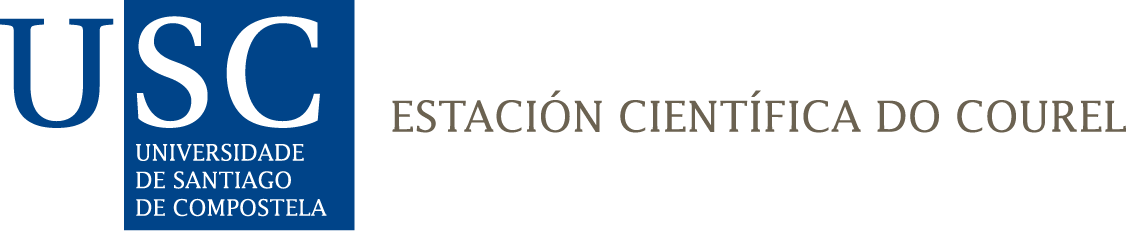 USC
UNIVERSIDADE
DE SANTIAGO
DE COMPOSTELA
ESTACIÓN CIENTÍFICA DO COUREL